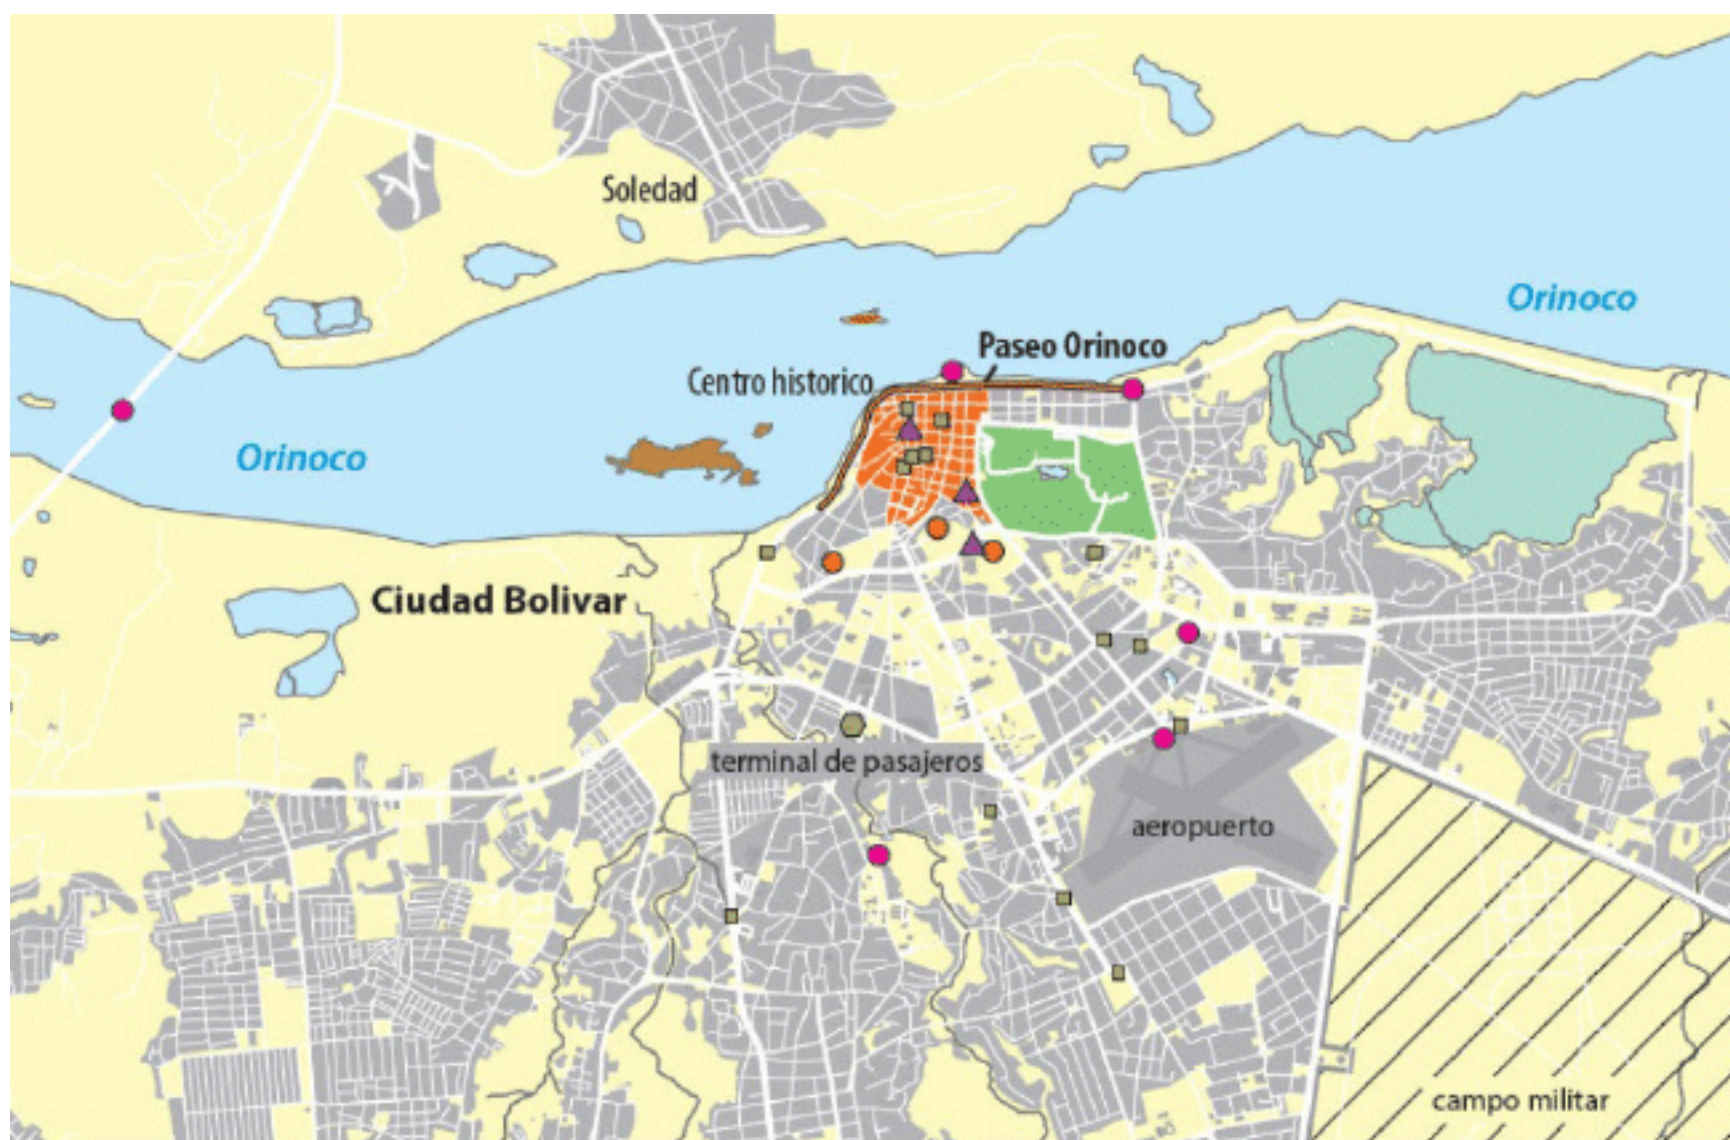 Soledad
Orinoco
Paseo Orinoco
Centro historico
Orinoco
Ciudad Bolivar
terminal de pasajeros
aeropuerto
campo militar